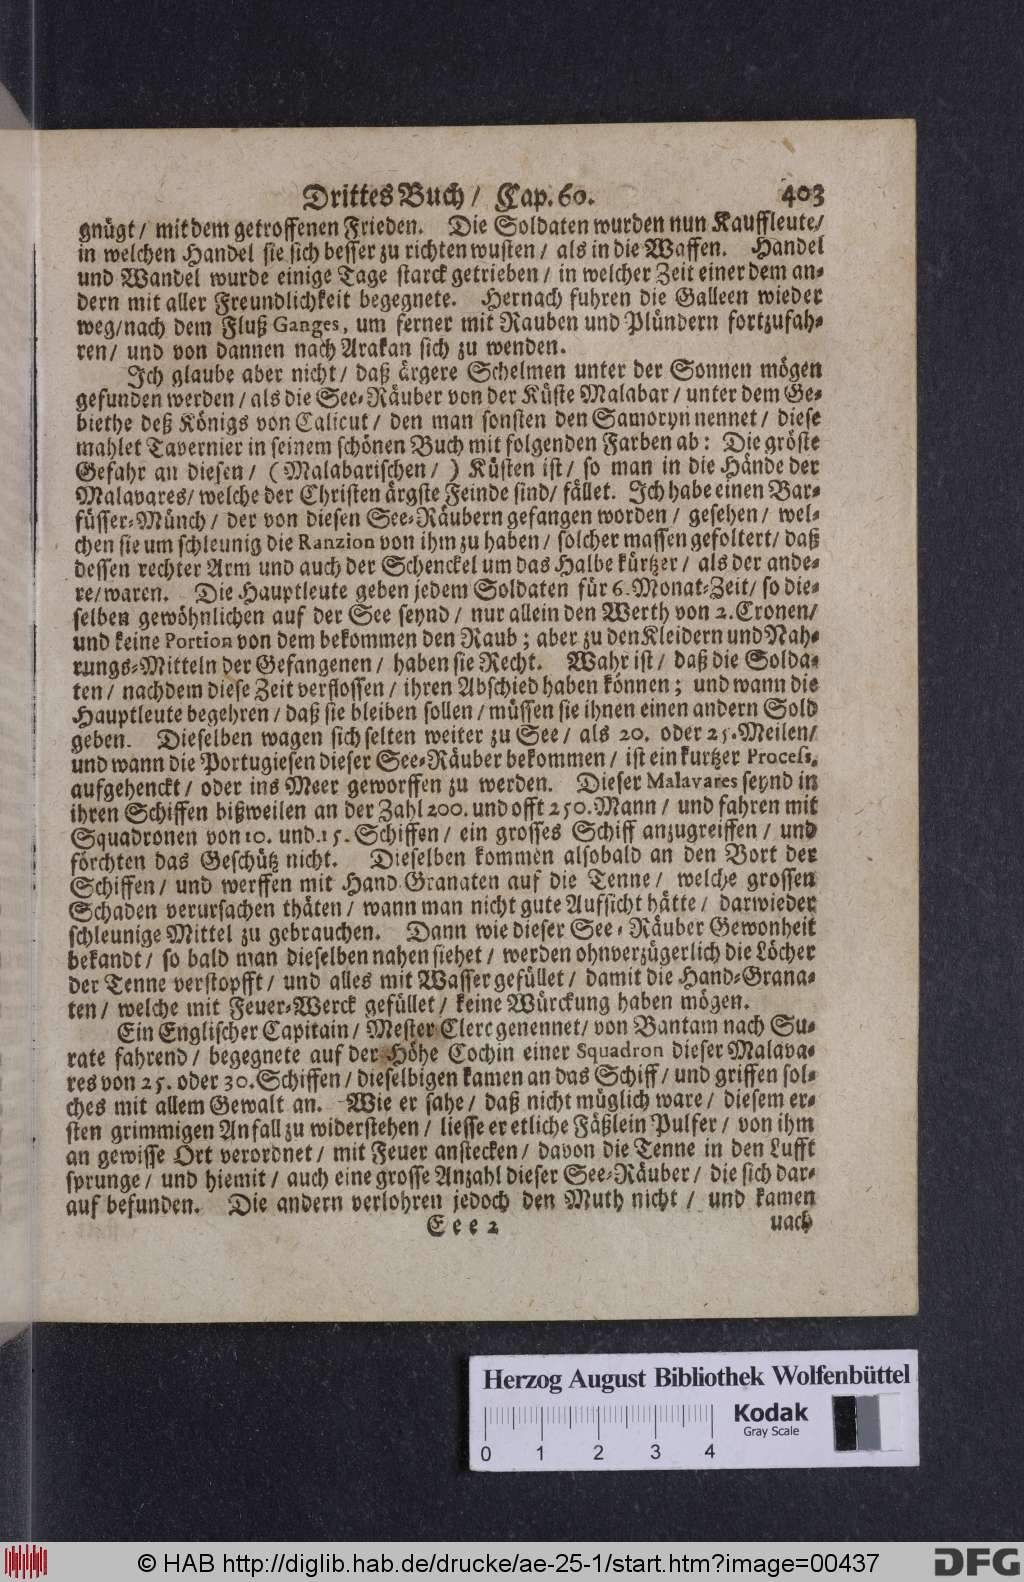 Drittes Buch / Cap. 60. 403
gnügt / mit dem getroffenen Frieden. Die Soldaten wurden nun Kauffleute/
in welchen Handel sie sich besser zu richten wusten / als in die Waffen. Handel
und Wandel wurde einige Tage starck getrieben / in welcher Zeit einer dem an-
dern mit aller Freundlichkeit begegnete. Hernach fuhren die Galleen wieder
weg/nach dem Fluß Ganges, um ferner mit Rauben und Plündern fortzufah-
ren/ und von dannen nach Arakan sich zu wenden.
Ich glaube aber nicht/ daß ärgere Schelmen unter der Sonnen mögen
gefunden werden / als die See-Räuber von der Küste Malabar / unter dem Ge-
biethe deß Königs von Calicut / den man sonsten den Samoryn nennet / diese
mahlet Tavernier in seinem schönen Buch mit folgenden Farben ab: Die gröste
Gefahr an diesen / ( Malabarischen / ) Küsten ist / so man in die Hände der
Malavares/ welche der Christen ärgste Feinde sind/ fället. Ich habe einen Bar-
füsser-Münch / der von diesen See-Räubern gefangen worden / gesehen/ wel-
chen sie um schleunig die Ranzion von ihm zu haben / solcher massen gefoltert/ daß
dessen rechter Arm und auch der Schenckel um das Halbe kürtzer / als der ande-
re/ waren. Die Hauptleute geben jedem Soldaten für 6. Monat-Zeit/ so die-
selben gewöhnlichen auf der See seynd / nur allein den Werth von 2. Cronen/
und keine Portion von dem bekommen den Raub ; aber zu den Kleidern und Nah-
rungs-Mitteln der Gefangenen / haben sie Recht. Wahr ist / daß die Solda-
ten / nachdem diese Zeit verflossen / ihren Abschied haben können ; und wann die
Hauptleute begehren / daß sie bleiben sollen / müssen sie ihnen einen andern Sold
geben. Dieselben wagen sich selten weiter zu See / als 20. oder 25. Meilen/
und wann die Portugiesen dieser See-Räuber bekommen / ist ein kurtzer Process,
aufgehenckt / oder ins Meer geworffen zu werden. Dieser Malavares seynd in
ihren Schiffen bißweilen an der Zahl 200. und offt 250. Mann / und fahren mit
Squadronen von 10. und 15. Schiffen / ein grosses Schiff anzugreiffen / und
förchten das Geschütz nicht. Dieselben kommen alsobald an den Bort der
Schiffen / und werffen mit Hand-Granaten auf die Tenne / welche grossen
Schaden verursachen thäten / wann man nicht gute Aufsicht hätte / darwieder
schleunige Mittel zu gebrauchen. Dann wie dieser See-Räuber Gewonheit
bekandt / so bald man dieselben nahen siehet / werden ohnverzügerlich die Löcher
der Tenne verstopfft / und alles mit Wasser gefüllet / damit die Hand-Grana-
ten / welche mit Feuer-Werck gefüllet / keine Würckung haben mögen.
Ein Englischer Capitain / Mester Clerc genennet/ von Bantam nach Su-
rate fahrend / begegnete auf der Höhe Cochin einer Squadron dieser Malava-
res von 25. oder 30. Schiffen / dieselbigen kamen an das Schiff / und griffen sol-
ches mit allem Gewalt an. Wie er sahe / daß nicht müglich ware / diesem er-
sten grimmigen Anfall zu widerstehen / liesse er etliche Fäßlein Pulfer / von ihm
an gewisse Ort verordnet / mit Feuer anstecken / davon die Tenne in den Lufft
sprunge / und hiemit / auch eine grosse Anzahl dieser See-Räuber / die sich dar-
auf befunden. Die andern verlohren jedoch den Muth nicht / und kamen
Eee 2 nach
Herzog August Bibliothek Wolfenbüttel
Kodak
Gray Scale
0 1 2 3 4
© HAB http://diglib.hab.de/drucke/ae-25-1/start.htm?image=00437
DFG